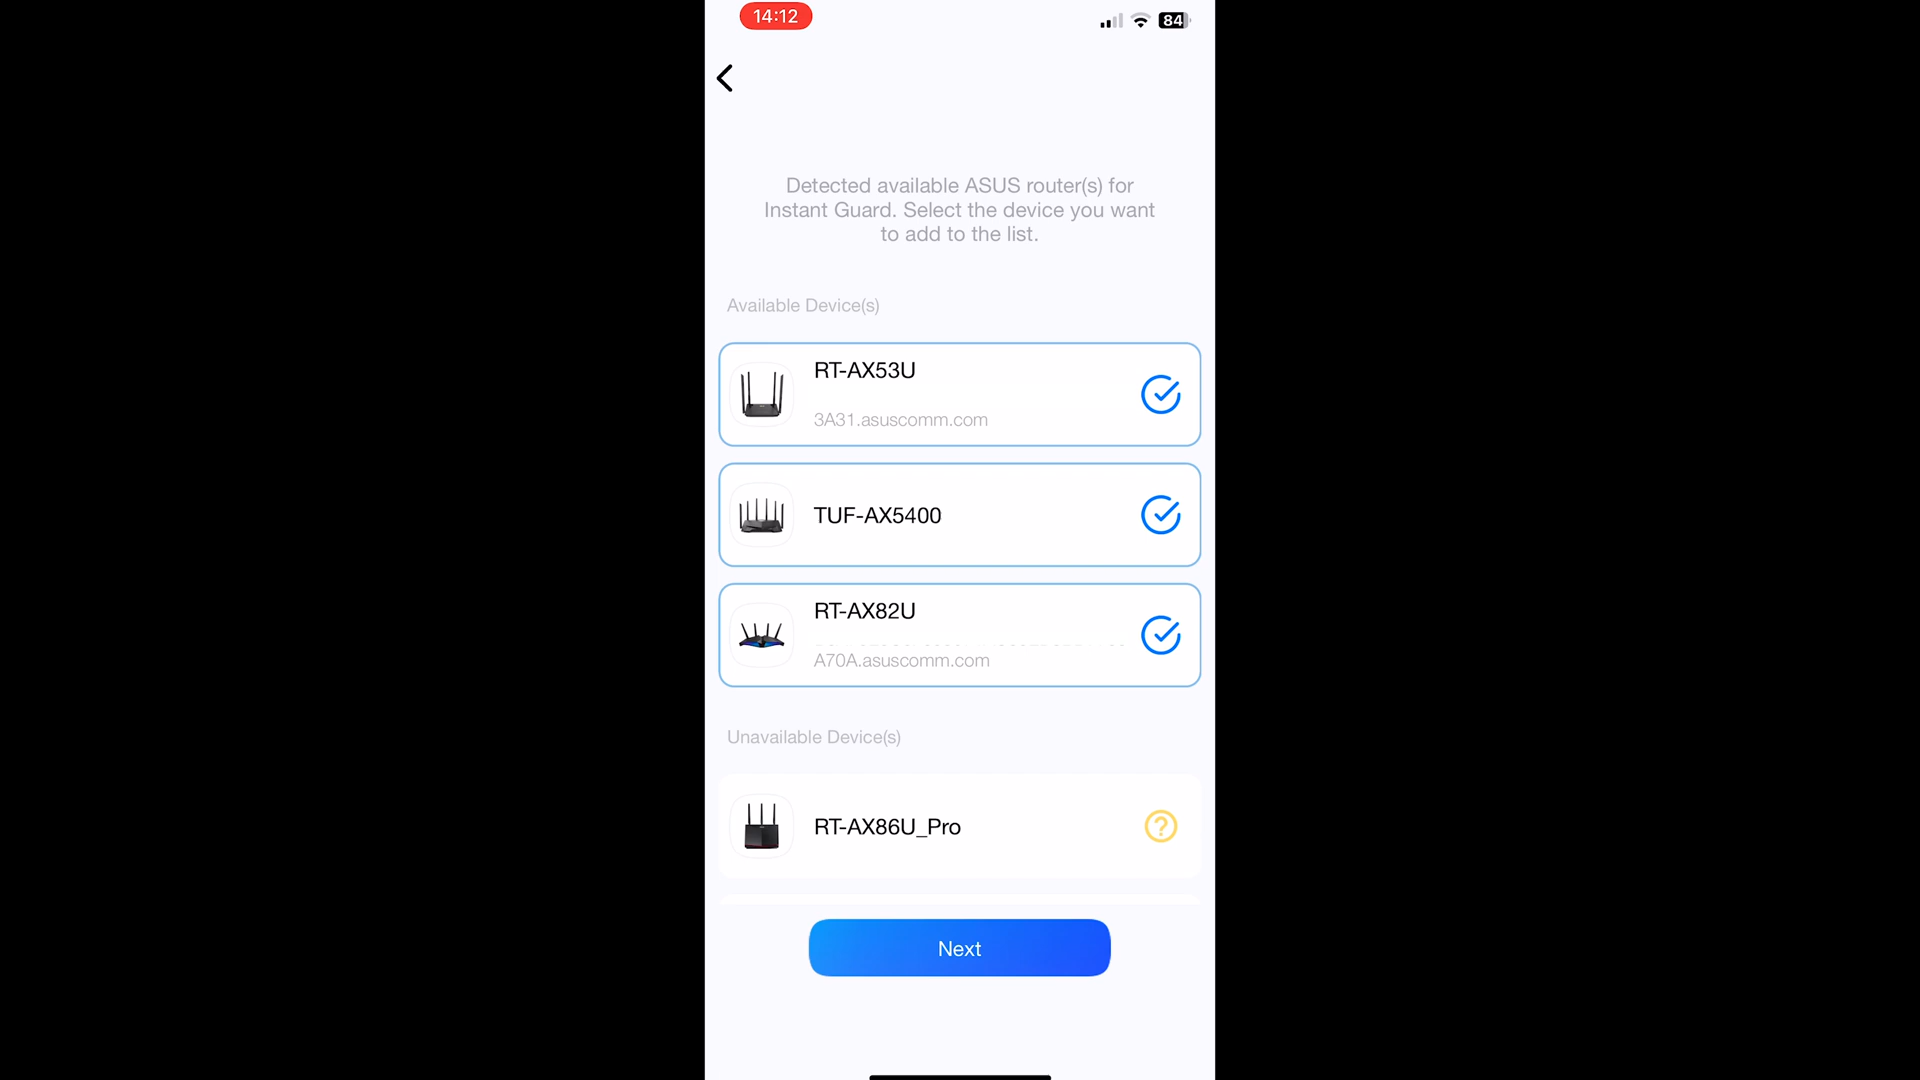 14:12
84
Detected available ASUS router(s) for
Instant Guard. Select the device you want
to add to the list.
Available Device(s)
RT-AX53U
3A31.asuscomm.com
TUF-AX5400
RT-AX82U
A70A.asuscomm.com
Unavailable Device(s)
RT-AX86U_Pro
?
Next